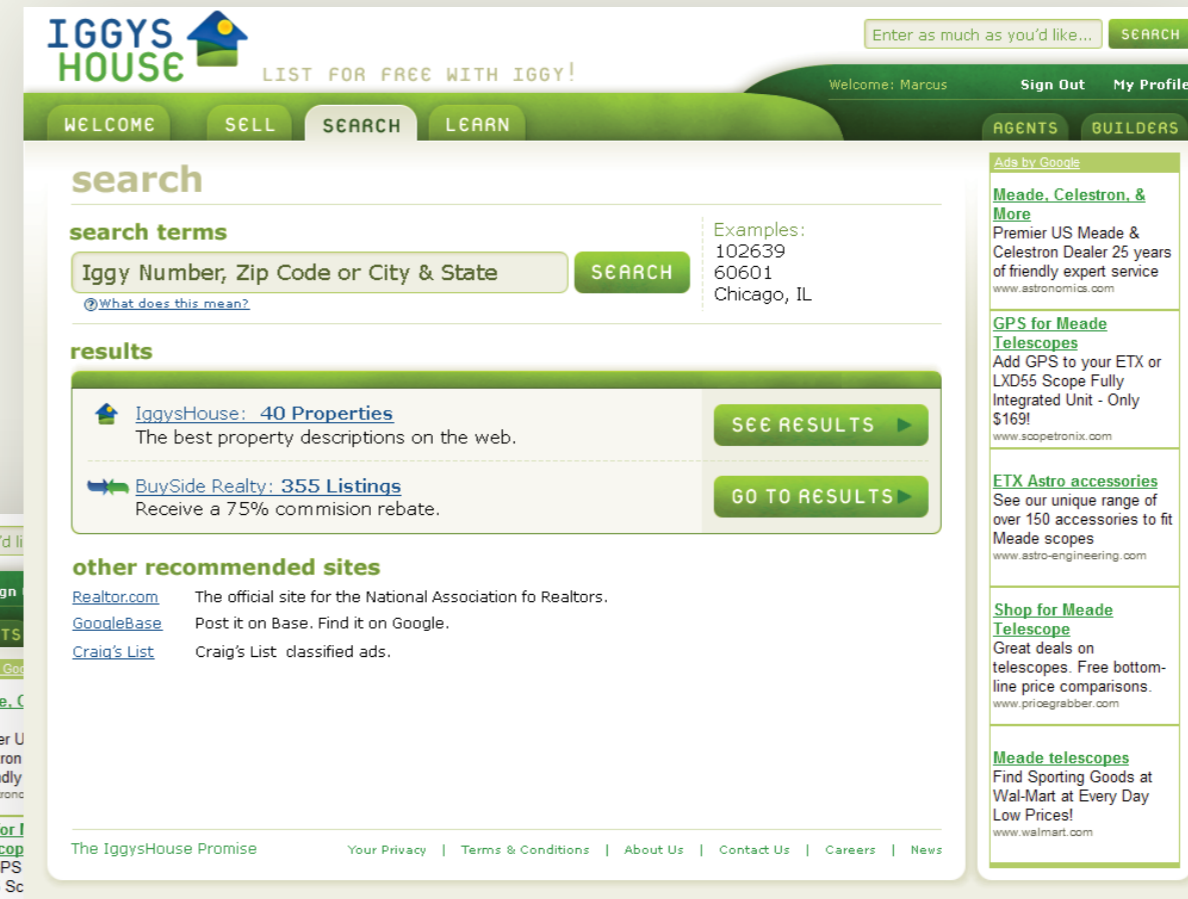 IGGYS
HOUSE
LIST FOR FREE WITH IGGY!
Enter as much as you'd like...
SEARCH
Welcome: Marcus
Sign Out
My Profile
WELCOME
SELL
SEARCH
LEARN
AGENTS
BUILDERS
search
search terms
Iggy Number, Zip Code or City & State
SEARCH
What does this mean?
Examples:
102639
60601
Chicago, IL
results
IggysHouse: 40 Properties
The best property descriptions on the web.
SEE RESULTS
BuySide Realty: 355 Listings
Receive a 75% commision rebate.
GO TO RESULTS
other recommended sites
Realtor.com The official site for the National Association fo Realtors.
GoogleBase Post it on Base. Find it on Google.
Craig's List Craig's List classified ads.
The IggysHouse Promise
Your Privacy | Terms & Conditions | About Us | Contact Us | Careers | News
Ads by Google
Meade, Celestron, &
More
Premier US Meade &
Celestron Dealer 25 years
of friendly expert service
www.astronomics.com
GPS for Meade
Telescopes
Add GPS to your ETX or
LXD55 Scope Fully
Integrated Unit - Only
$169!
www.scopetronix.com
ETX Astro accessories
See our unique range of
over 150 accessories to fit
Meade scopes
www.astro-engineering.com
Shop for Meade
Telescope
Great deals on
telescopes. Free bottom-
line price comparisons.
www.pricegrabber.com
Meade telescopes
Find Sporting Goods at
Wal-Mart at Every Day
Low Prices!
www.walmart.com